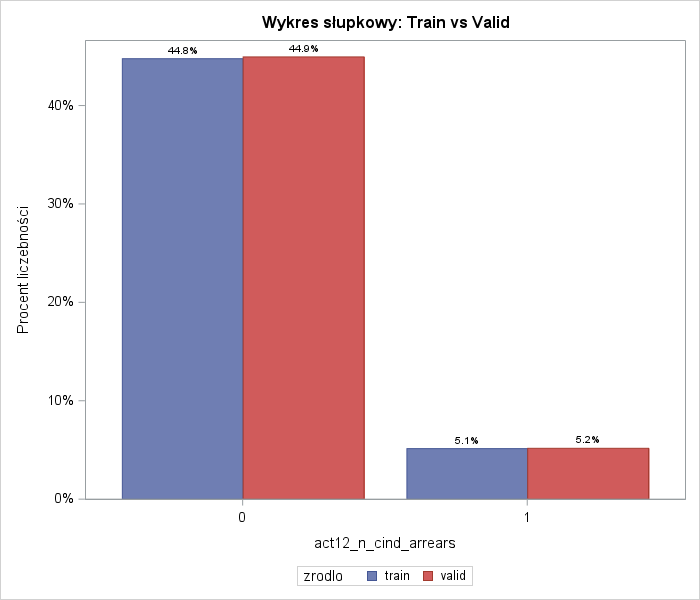 Wykres słupkowy: Train vs Valid
44.8%
44.9%
5.1%
5.2%
40%
30%
20%
10%
0%
Procent liczebności
0
1
act12_n_cind_arrears
zrodlo train valid